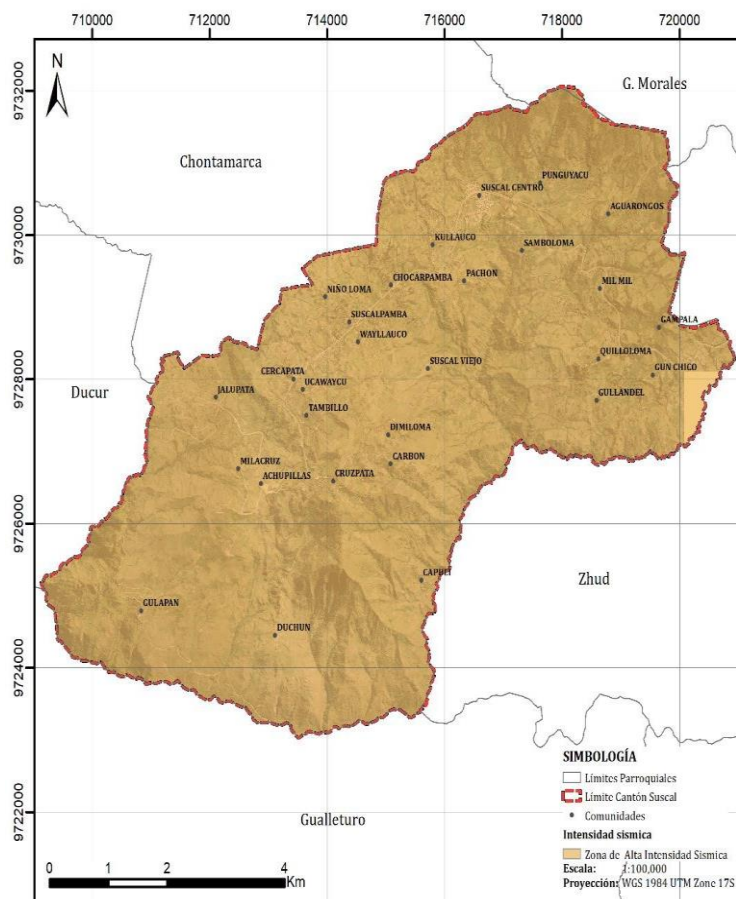 710000 712000 714000 716000 718000 720000
9732000
9730000
9728000
9726000
9724000
9722000
N
G. Morales
Chontamarca
PUNGUYACU
SUSCAL CENTRO
AGUARONGOS
KULLAUCO
SAMBOLOMA
CHOCARPAMBA
PACHON
MIL MIL
NIÑO LOMA
SUSCALPAMBA
GAMPALA
WAYLLAUCO
QUILLOLOMA
SUSCAL VIEJO
CERCAPATA
GUN CHICO
Ducur
JALUPATA
UCAWAYCU
GULLANDEL
TAMBILLO
DIMILOMA
MILACRUZ
CARBON
ACHUPILLAS
CRUZPATA
CAPULI
Zhud
GULAPAN
DUCHUN
Gualleturo
SIMBOLOGÍA
Límites Parroquiales
Límite Cantón Suscal
Comunidades
Intensidad sísmica
Zona de Alta Intensidad Sísmica
Escala: 1:100,000
Proyección: WGS 1984 UTM Zone 17S
0 1 2 4
Km